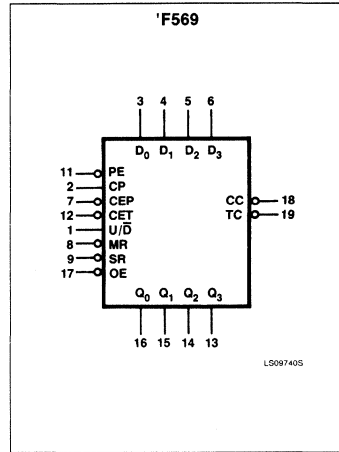 'F569
3 4 5 6
D0 D1 D2 D3
11 PE
2 CP
7 CEP CC 18
12 CET TC 19
1 U/D̅
8 MR
9 SR
17 OE
Q0 Q1 Q2 Q3
16 15 14 13
LS09740S